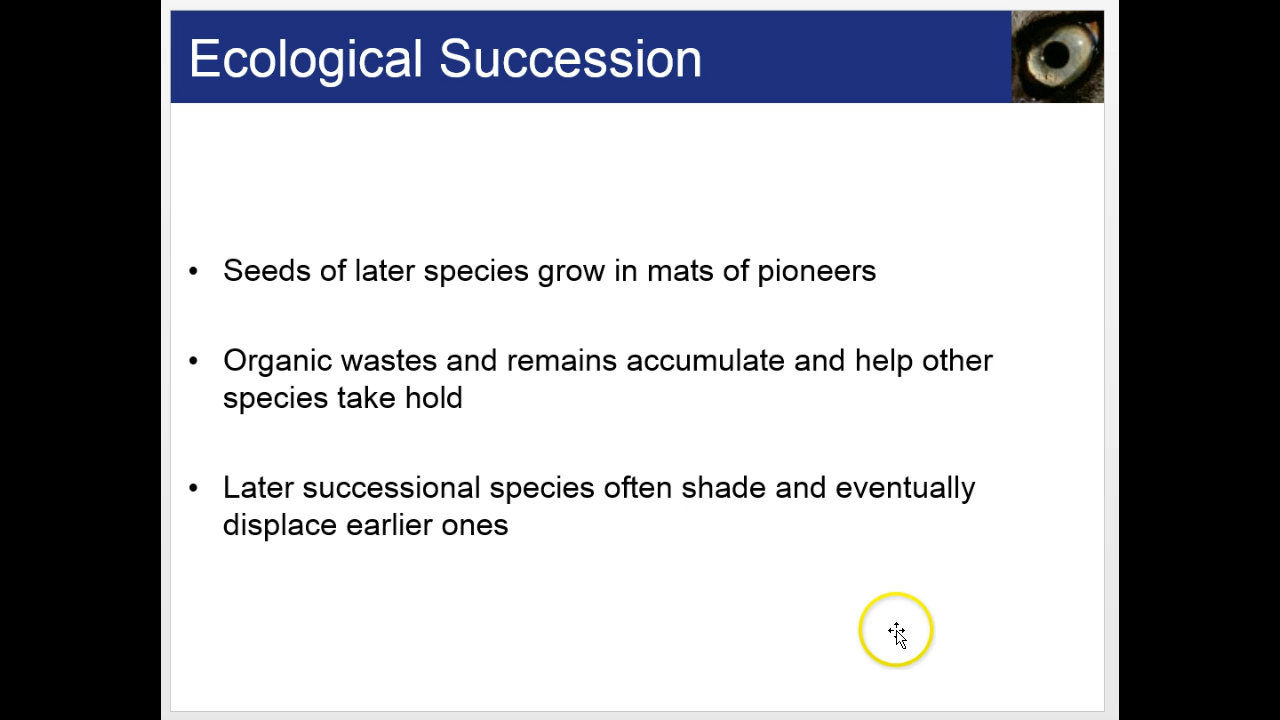 Ecological Succession
• Seeds of later species grow in mats of pioneers
• Organic wastes and remains accumulate and help other
species take hold
• Later successional species often shade and eventually
displace earlier ones